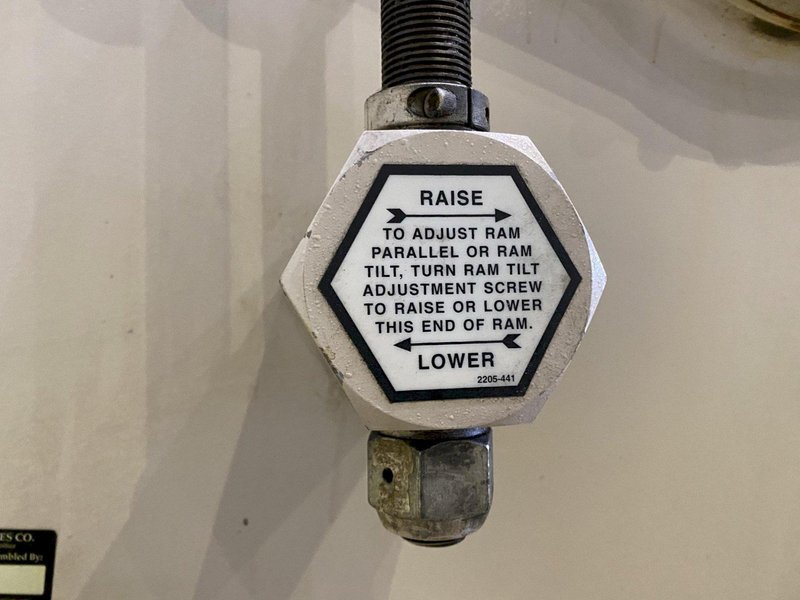 RAISE
TO ADJUST RAM
PARALLEL OR RAM
TILT, TURN RAM TILT
ADJUSTMENT SCREW
TO RAISE OR LOWER
THIS END OF RAM.
LOWER
2205-441
ES CO.
mbled By: